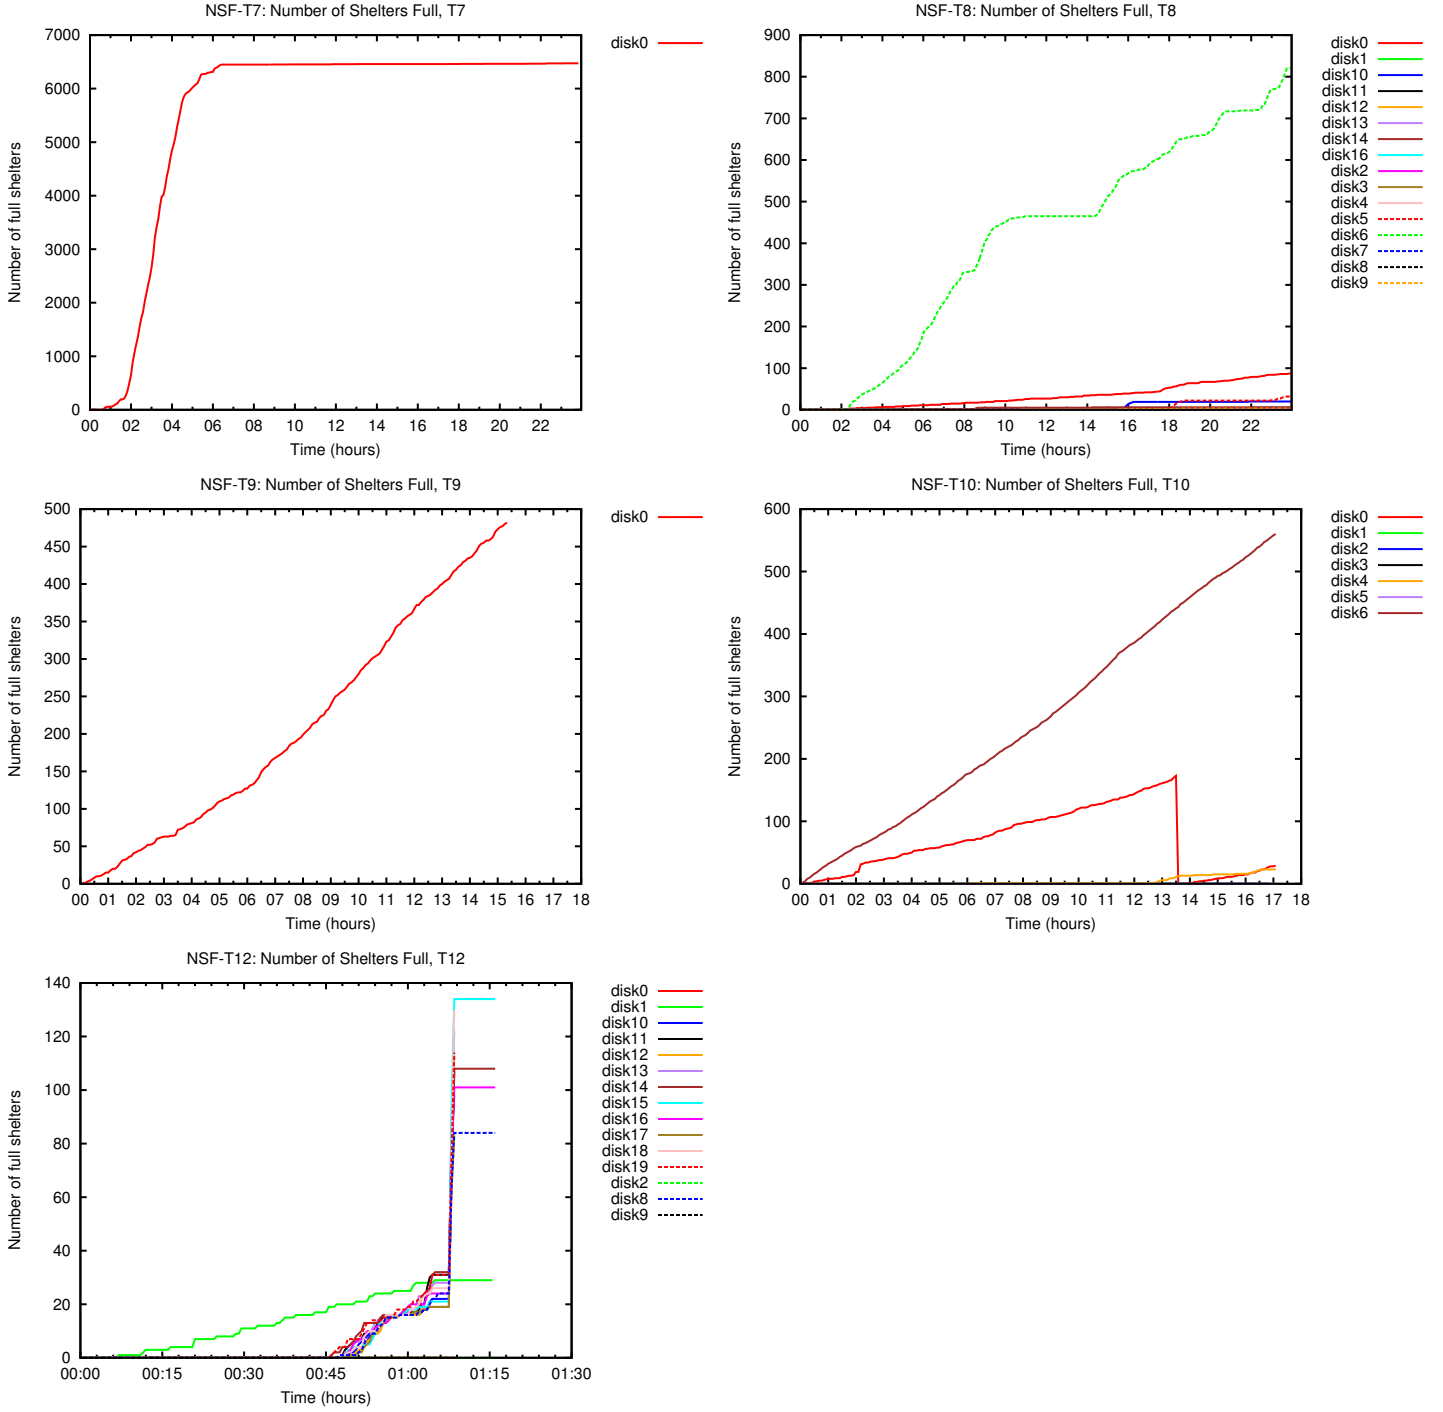 NSF-T7: Number of Shelters Full, T7
Number of full shelters
7000
6000
5000
4000
3000
2000
1000
0
00 02 04 06 08 10 12 14 16 18 20 22
Time (hours)
disk0
NSF-T8: Number of Shelters Full, T8
Number of full shelters
900
800
700
600
500
400
300
200
100
0
00 02 04 06 08 10 12 14 16 18 20 22
Time (hours)
disk0
disk1
disk10
disk11
disk12
disk13
disk14
disk16
disk2
disk3
disk4
disk5
disk6
disk7
disk8
disk9
NSF-T9: Number of Shelters Full, T9
Number of full shelters
500
450
400
350
300
250
200
150
100
50
0
00 01 02 03 04 05 06 07 08 09 10 11 12 13 14 15 16 17 18
Time (hours)
disk0
NSF-T10: Number of Shelters Full, T10
Number of full shelters
600
500
400
300
200
100
0
00 01 02 03 04 05 06 07 08 09 10 11 12 13 14 15 16 17 18
Time (hours)
disk0
disk1
disk2
disk3
disk4
disk5
disk6
NSF-T12: Number of Shelters Full, T12
Number of full shelters
140
120
100
80
60
40
20
0
00:00 00:15 00:30 00:45 01:00 01:15 01:30
Time (hours)
disk0
disk1
disk10
disk11
disk12
disk13
disk14
disk15
disk16
disk17
disk18
disk19
disk2
disk8
disk9